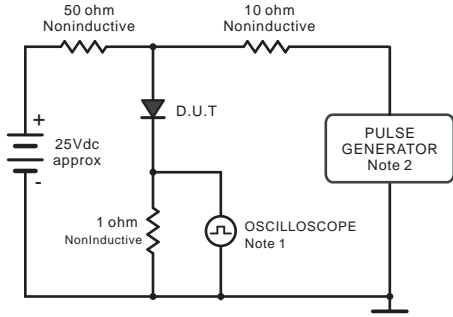 50 ohm
Noninductive
10 ohm
Noninductive
+
25Vdc
approx
-
D.U.T
PULSE
GENERATOR
Note 2
1 ohm
NonInductive
OSCILLOSCOPE
Note 1